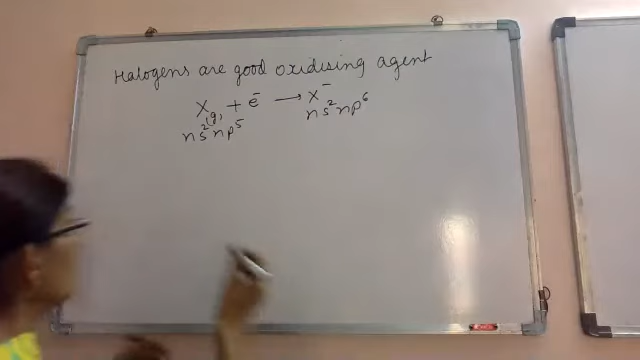 Halogens are good oxidising agent
X(g) + e⁻ → X⁻
ns²np⁵ ns²np⁶